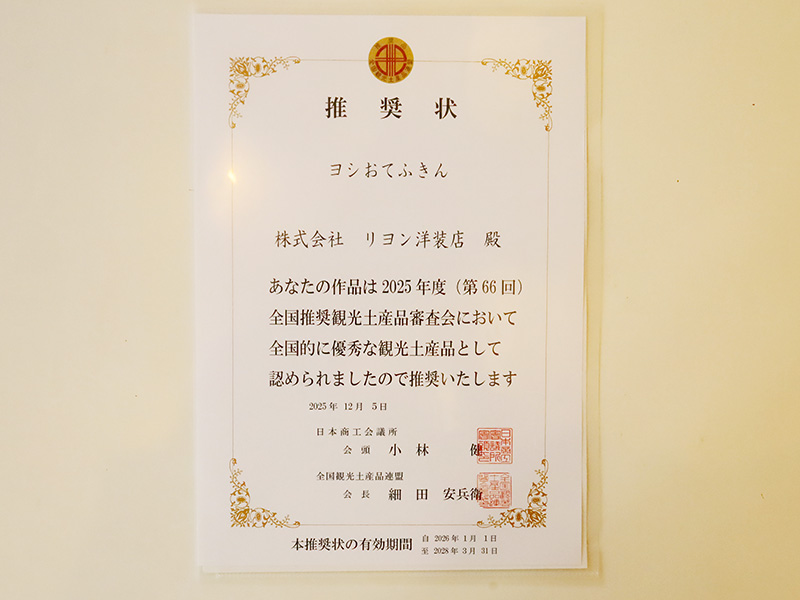 推奨状
ヨシおてふきん
株式会社 リヨン洋装店 殿
あなたの作品は2025年度（第66回）
全国推奨観光土産品審査会において
全国的に優秀な観光土産品として
認められましたので推奨いたします
2025年 12月 5日
日本商工会議所
会頭 小林 健
全国観光土産品連盟
会長 細田 安兵衛
本推奨状の有効期間
自 2026年 1月 1日
至 2028年 3月 31日